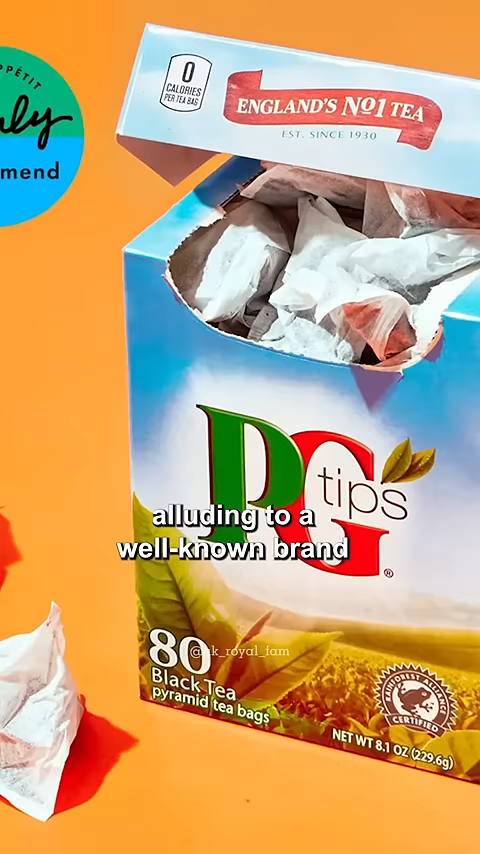 0
CALORIES
PER TEA BAG
ENGLAND'S No1 TEA
EST. SINCE 1930
mend
PG
tips
®
alluding to a
well-known brand
80
Black Tea
pyramid tea bags
RAINFOREST ALLIANCE
CERTIFIED
NET WT 8.1 OZ (229.6g)